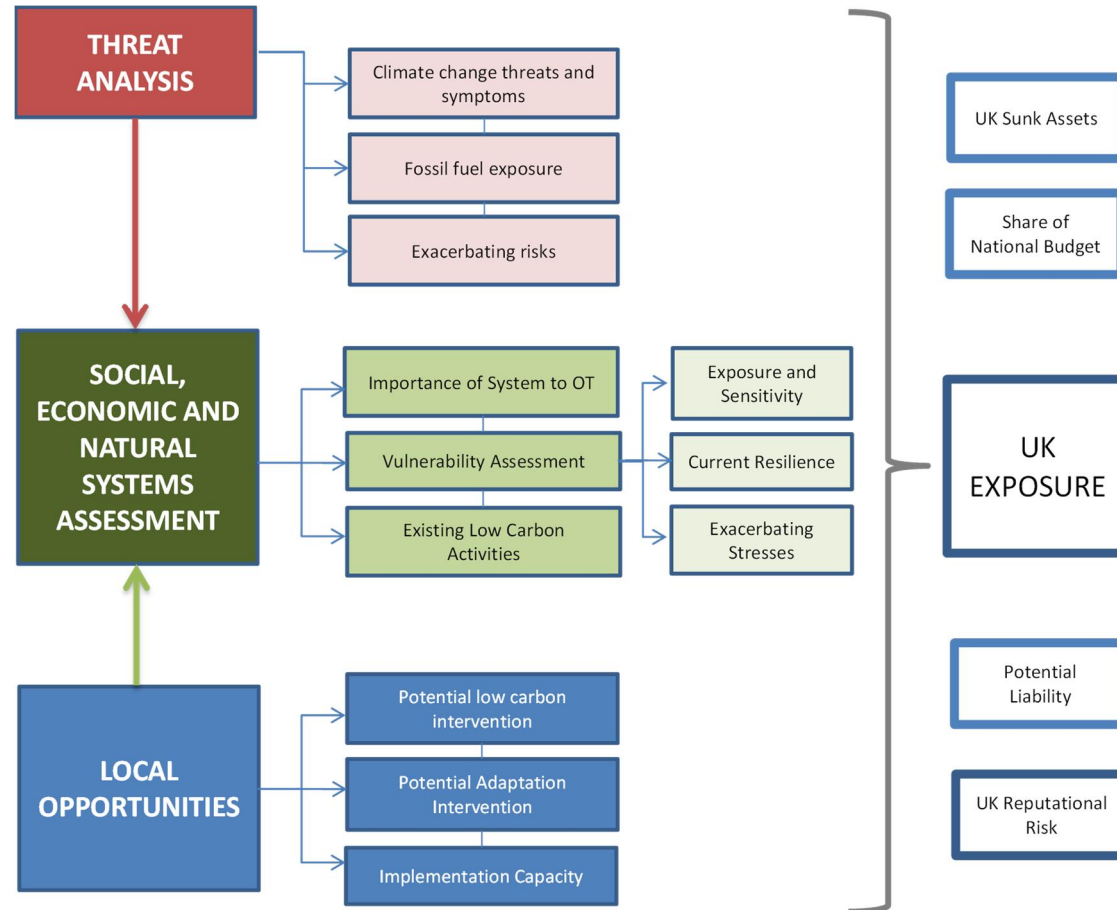 THREAT
ANALYSIS
Climate change threats and
symptoms
Fossil fuel exposure
Exacerbating risks
SOCIAL,
ECONOMIC AND
NATURAL
SYSTEMS
ASSESSMENT
Importance of System to OT
Vulnerability Assessment
Existing Low Carbon
Activities
Exposure and
Sensitivity
Current Resilience
Exacerbating
Stresses
LOCAL
OPPORTUNITIES
Potential low carbon
intervention
Potential Adaptation
Intervention
Implementation Capacity
UK Sunk Assets
Share of
National Budget
UK
EXPOSURE
Potential
Liability
UK Reputational
Risk